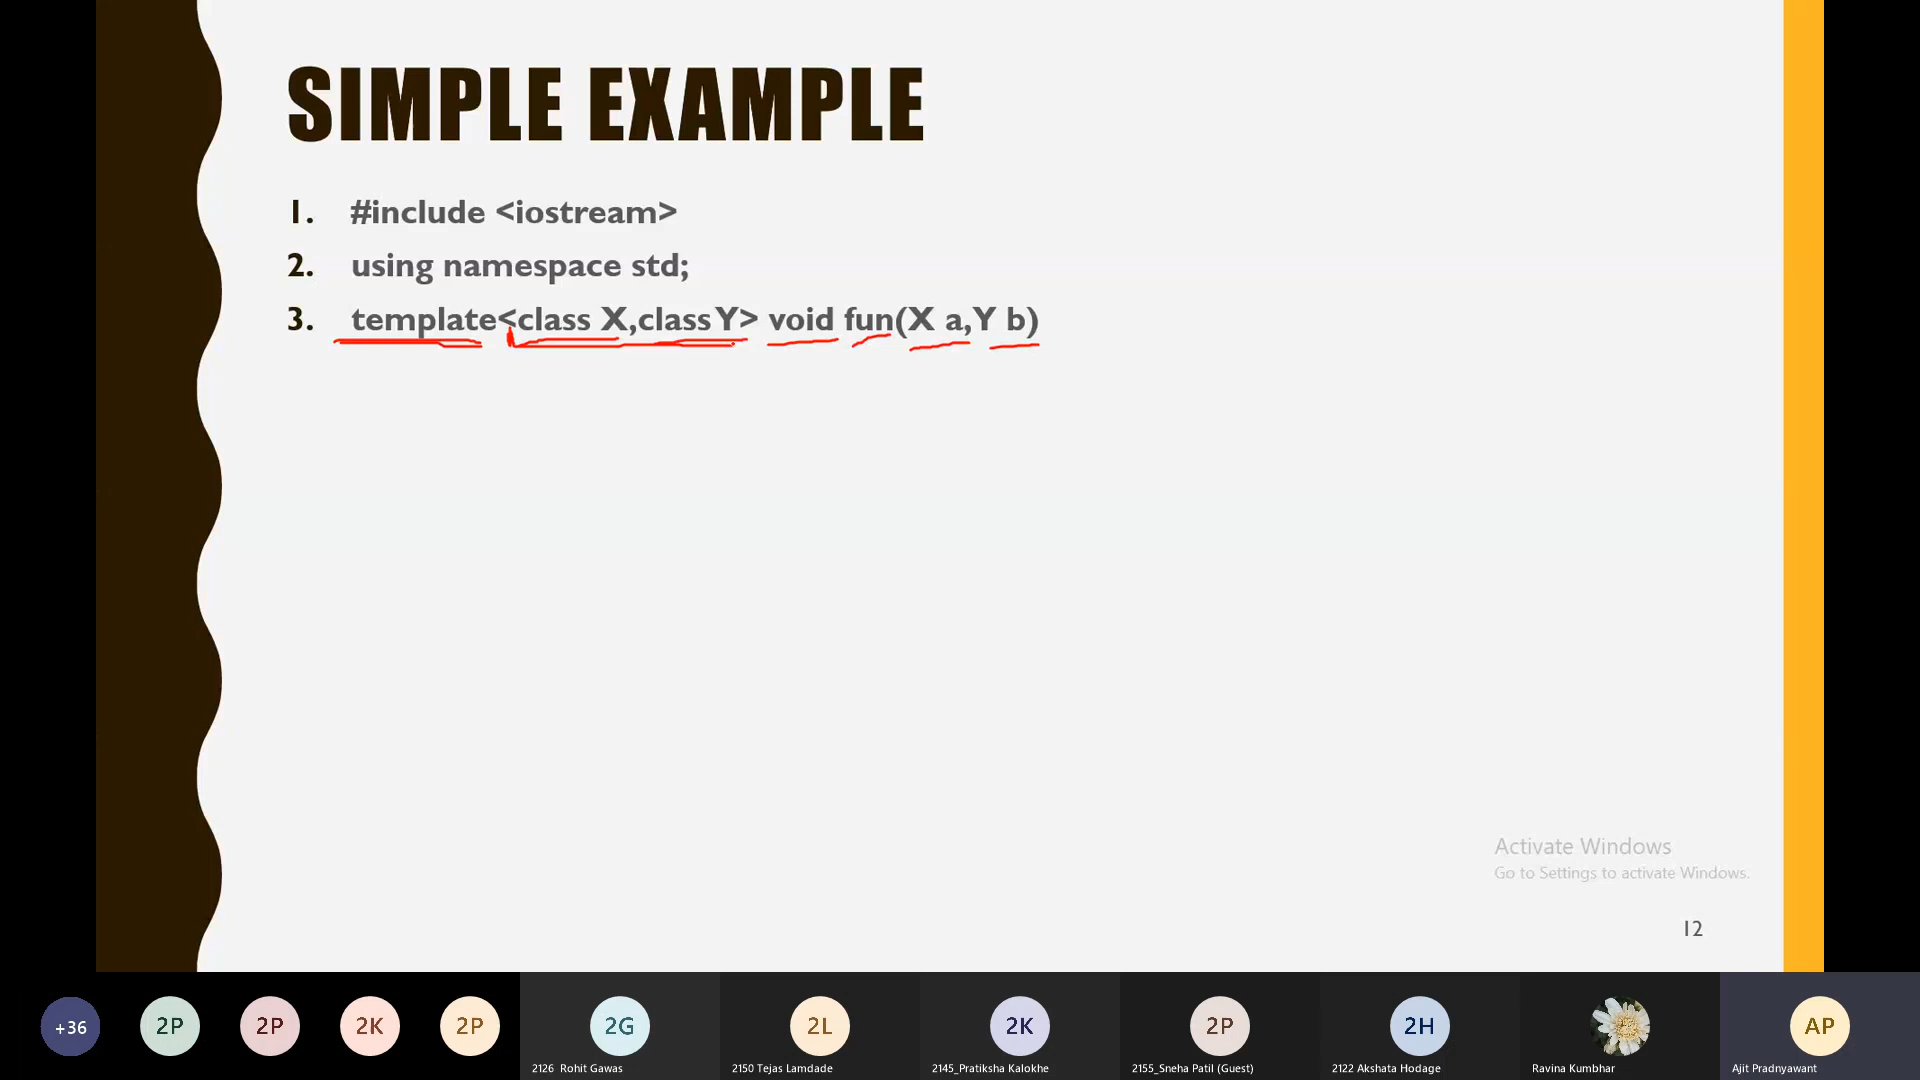 SIMPLE EXAMPLE
1. #include <iostream>
2. using namespace std;
3. template<class X,class Y> void fun(X a,Y b)
Activate Windows
Go to Settings to activate Windows.
12
+36 2P 2P 2K 2P 2G 2L 2K 2P 2H AP
2126 Rohit Gawas 2150 Tejas Lamdade 2145_Pratiksha Kalokhe 2155_Sneha Patil (Guest) 2122 Akshata Hodage Ravina Kumbhar Ajit Pradnyawant